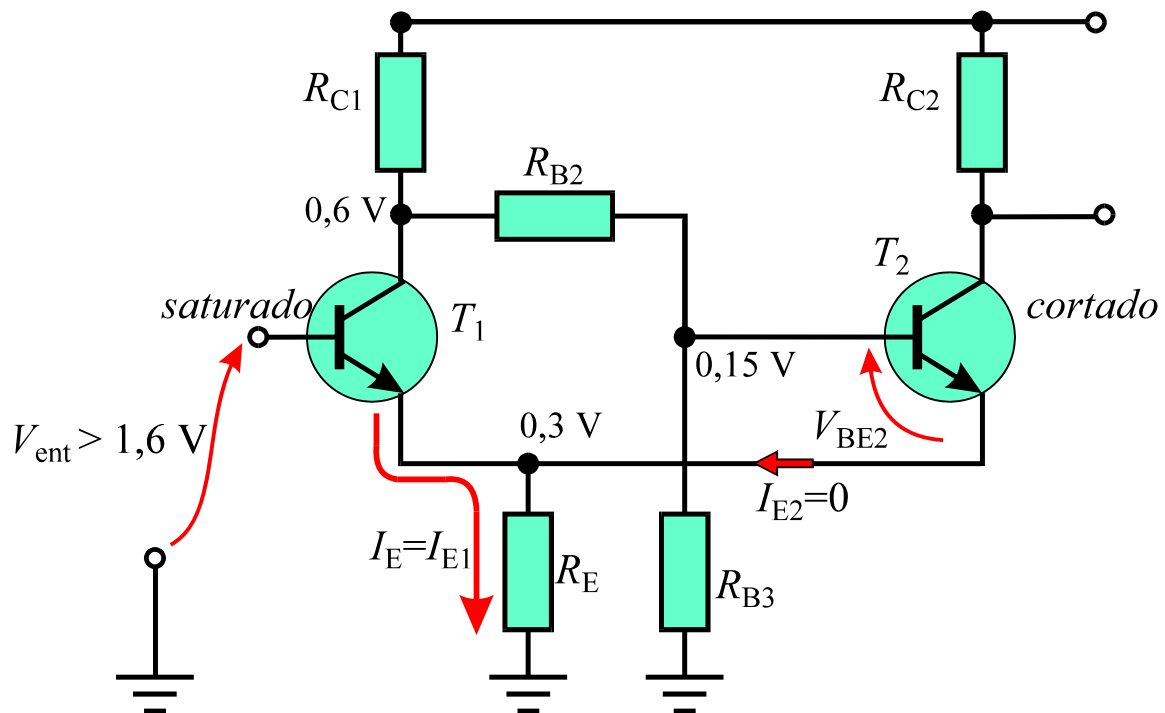 RC1
RC2
RB2
0,6 V
T2
saturado
T1
cortado
0,15 V
Vent > 1,6 V
0,3 V
VBE2
IE2=0
IE=IE1
RE
RB3